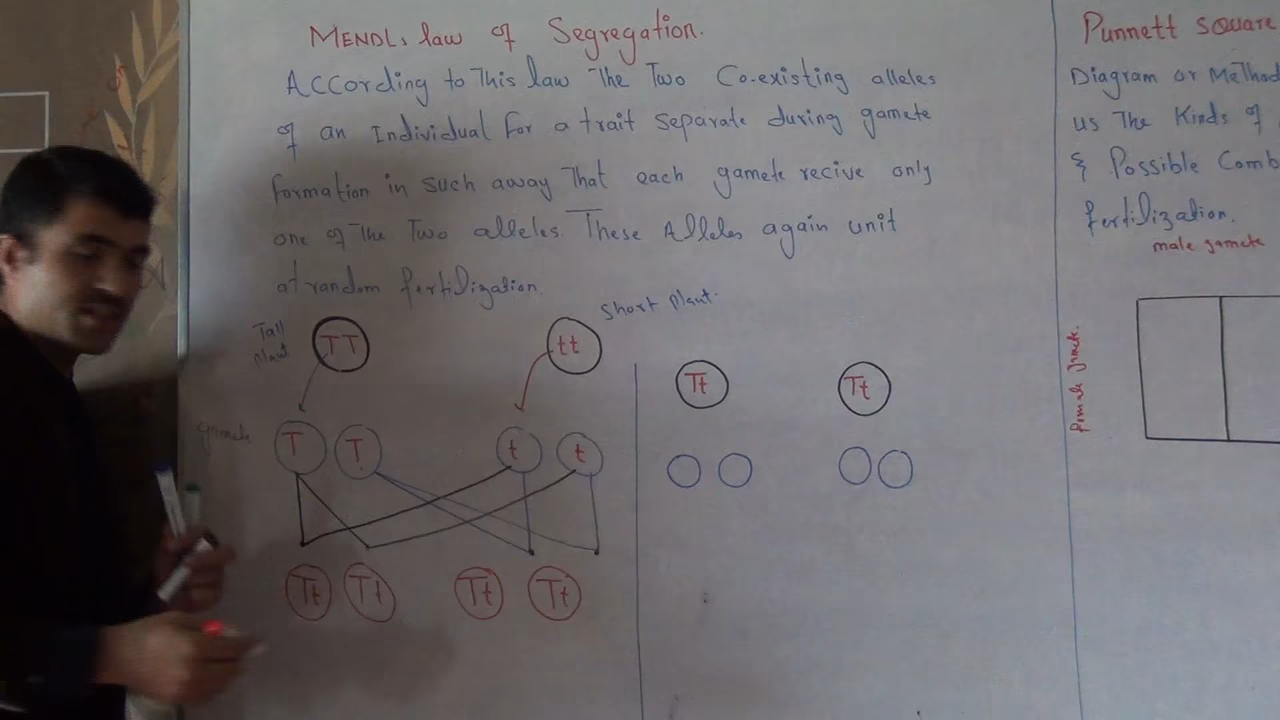 MENDL, law of Segregation.
ACCording to This law The Two Co-existing alleles
of an Individual for a trait separate during gamete
formation in such away That each gamete recive only
one of The Two alleles. These Alleles again unit
at random fertilization.
Tall
plant
TT
tt
short plant.
gamete
T
T
t
t
Tt
Tt
Tt
Tt
Tt
Tt
Punnett square
Diagram or Method
us The Kinds of
& Possible Comb
fertilization.
male gamete